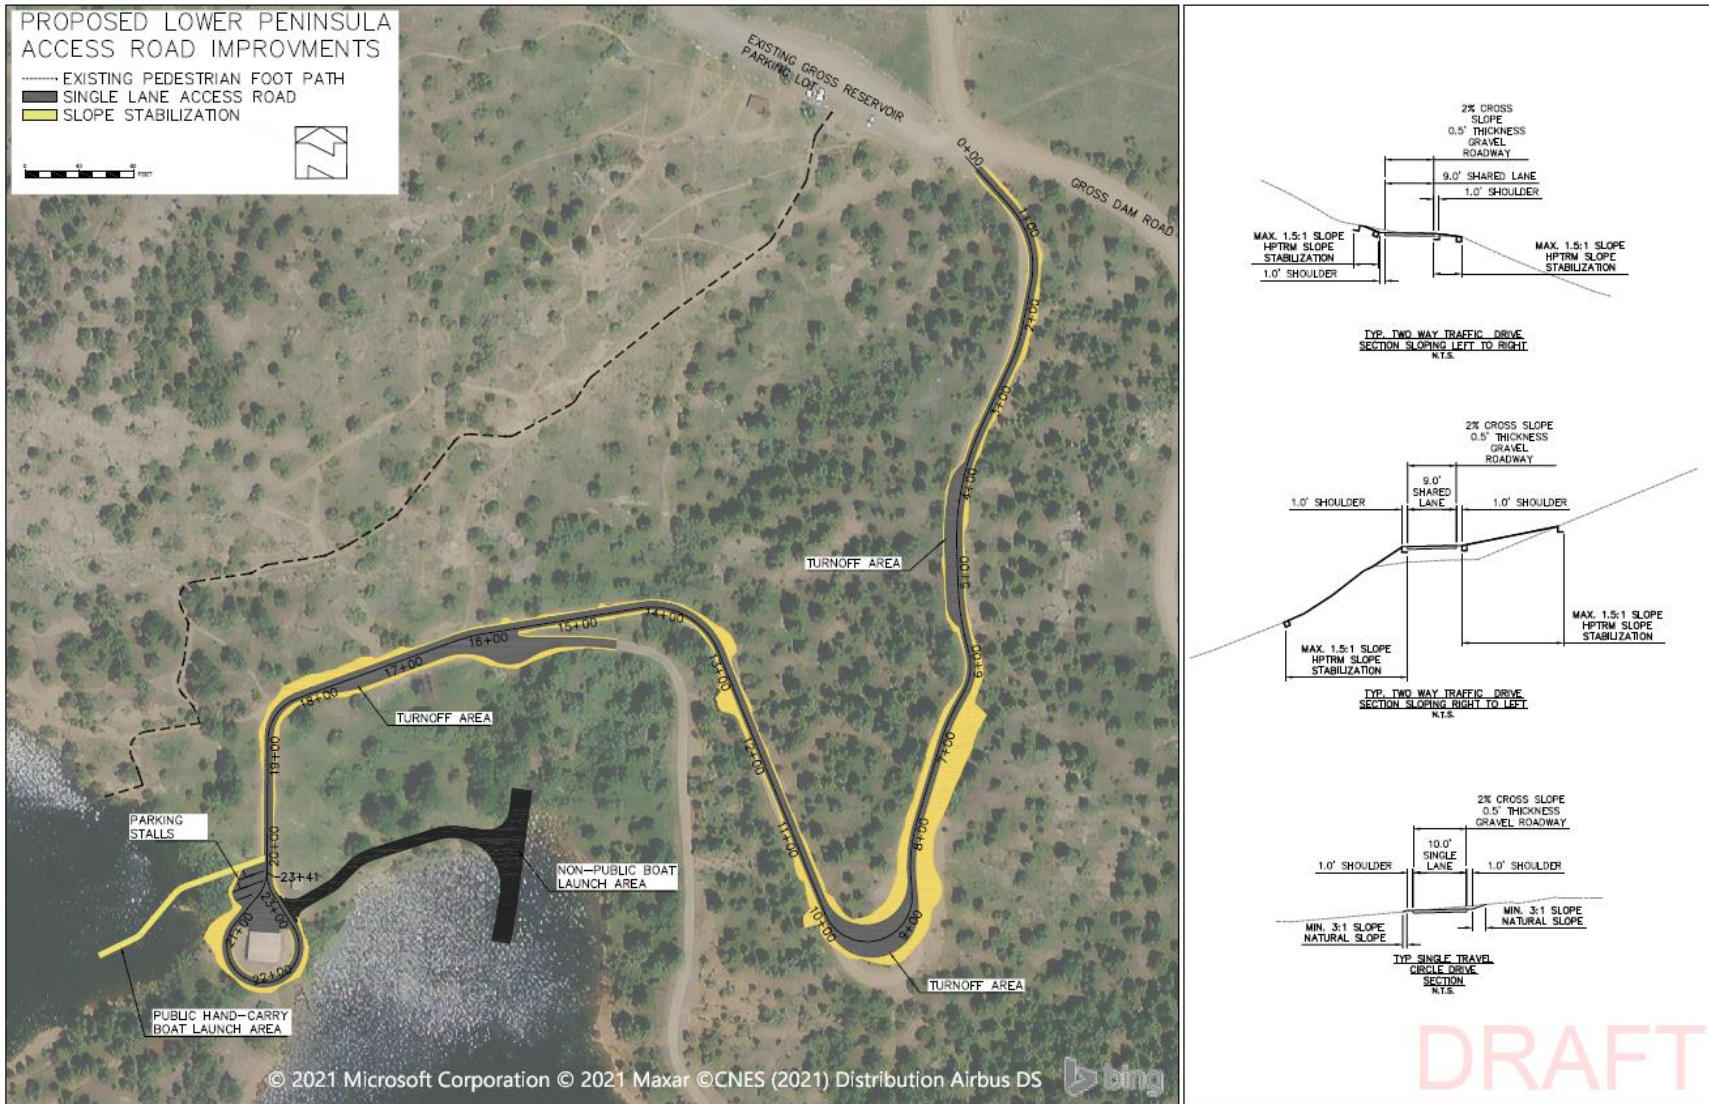 PROPOSED LOWER PENINSULA
ACCESS ROAD IMPROVMENTS
EXISTING PEDESTRIAN FOOT PATH
SINGLE LANE ACCESS ROAD
SLOPE STABILIZATION
0 40 80
FEET
EXISTING GROSS RESERVOIR
PARKING LOT
GROSS DAM ROAD
0+00
1+00
2+00
3+00
4+00
5+00
6+00
7+00
8+00
9+00
10+00
11+00
12+00
13+00
14+00
15+00
16+00
17+00
18+00
19+00
20+00
21+00
22+00
23+00
23+41
TURNOFF AREA
TURNOFF AREA
TURNOFF AREA
PARKING
STALLS
NON-PUBLIC BOAT
LAUNCH AREA
PUBLIC HAND-CARRY
BOAT LAUNCH AREA
© 2021 Microsoft Corporation © 2021 Maxar ©CNES (2021) Distribution Airbus DS
bing
2% CROSS
SLOPE
0.5' THICKNESS
GRAVEL
ROADWAY
9.0' SHARED LANE
1.0' SHOULDER
MAX. 1.5:1 SLOPE
HPTRM SLOPE
STABILIZATION
1.0' SHOULDER
MAX. 1.5:1 SLOPE
HPTRM SLOPE
STABILIZATION
TYP. TWO WAY TRAFFIC DRIVE
SECTION SLOPING LEFT TO RIGHT
N.T.S.
2% CROSS SLOPE
0.5' THICKNESS
GRAVEL
ROADWAY
1.0' SHOULDER
9.0'
SHARED
LANE
1.0' SHOULDER
MAX. 1.5:1 SLOPE
HPTRM SLOPE
STABILIZATION
MAX. 1.5:1 SLOPE
HPTRM SLOPE
STABILIZATION
TYP. TWO WAY TRAFFIC DRIVE
SECTION SLOPING RIGHT TO LEFT
N.T.S.
2% CROSS SLOPE
0.5' THICKNESS
GRAVEL ROADWAY
1.0' SHOULDER
10.0'
SINGLE
LANE
1.0' SHOULDER
MIN. 3:1 SLOPE
NATURAL SLOPE
MIN. 3:1 SLOPE
NATURAL SLOPE
TYP SINGLE TRAVEL
CIRCLE DRIVE
SECTION
N.T.S.
DRAFT